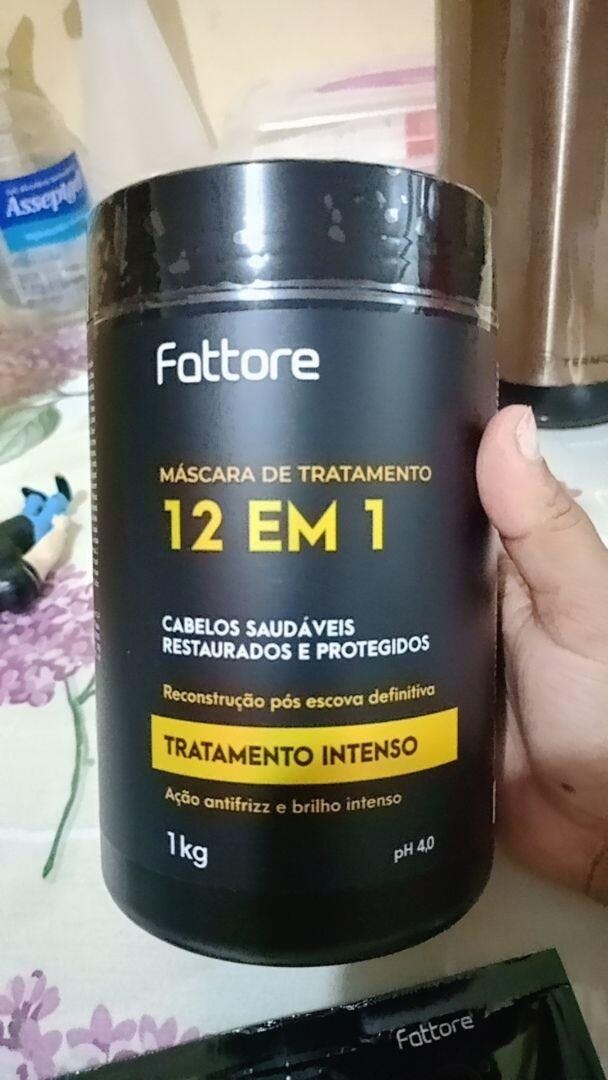 Fattore
MÁSCARA DE TRATAMENTO
12 EM 1
CABELOS SAUDÁVEIS
RESTAURADOS E PROTEGIDOS
Reconstrução pós escova definitiva
TRATAMENTO INTENSO
Ação antifrizz e brilho intenso
1kg
pH 4,0
Fattore